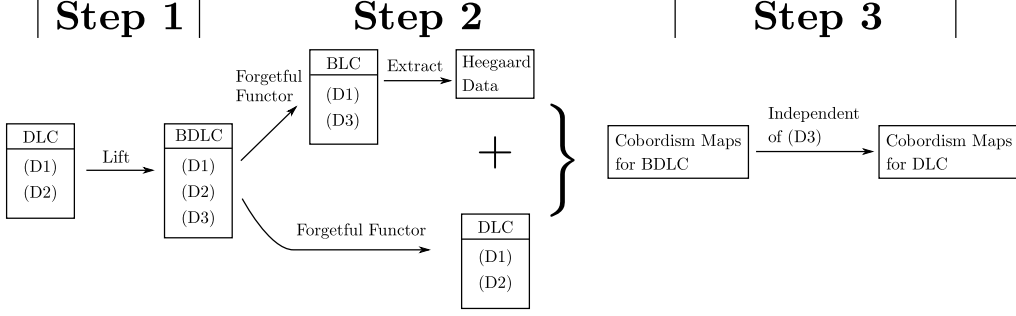 Step 1
Step 2
Step 3
DLC
(D1)
(D2)
Lift
BDLC
(D1)
(D2)
(D3)
Forgetful
Functor
BLC
(D1)
(D3)
Extract
Heegaard
Data
+
Forgetful Functor
DLC
(D1)
(D2)
Cobordism Maps
for BDLC
Independent
of (D3)
Cobordism Maps
for DLC